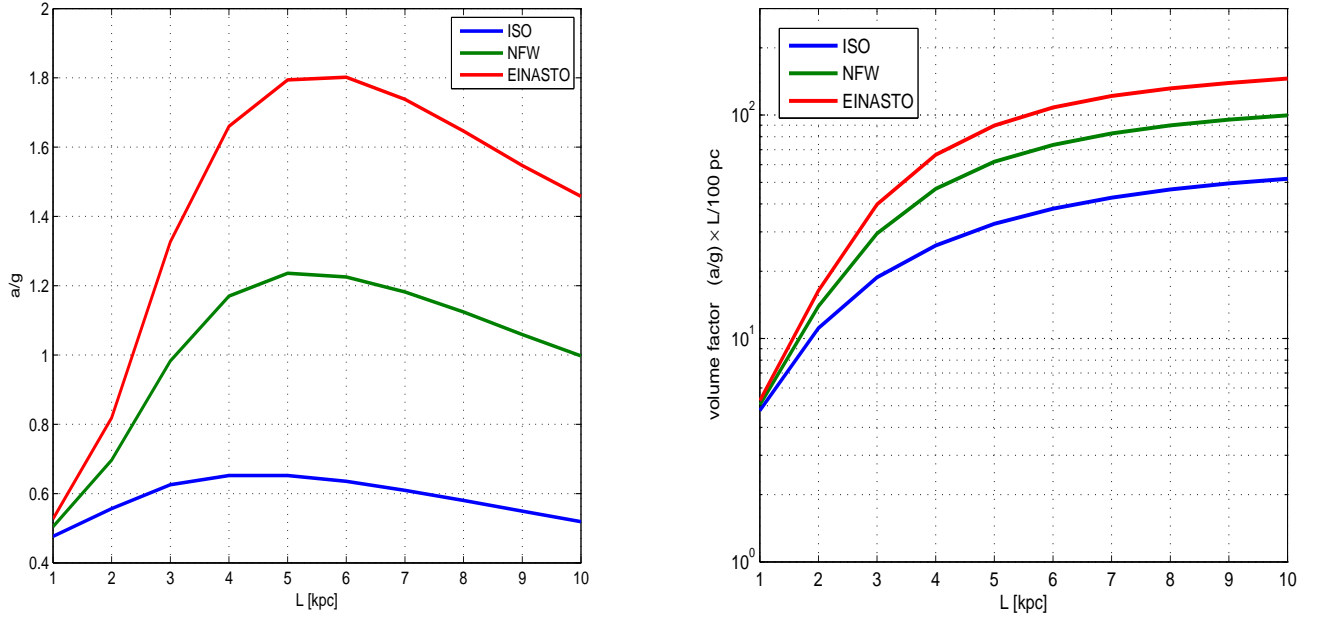 2
1.8
1.6
1.4
1.2
1
0.8
0.6
0.4
a/g
1 2 3 4 5 6 7 8 9 10
L [kpc]
ISO
NFW
EINASTO
10^2
10^1
10^0
volume factor (a/g) × L/100 pc
1 2 3 4 5 6 7 8 9 10
L [kpc]
ISO
NFW
EINASTO